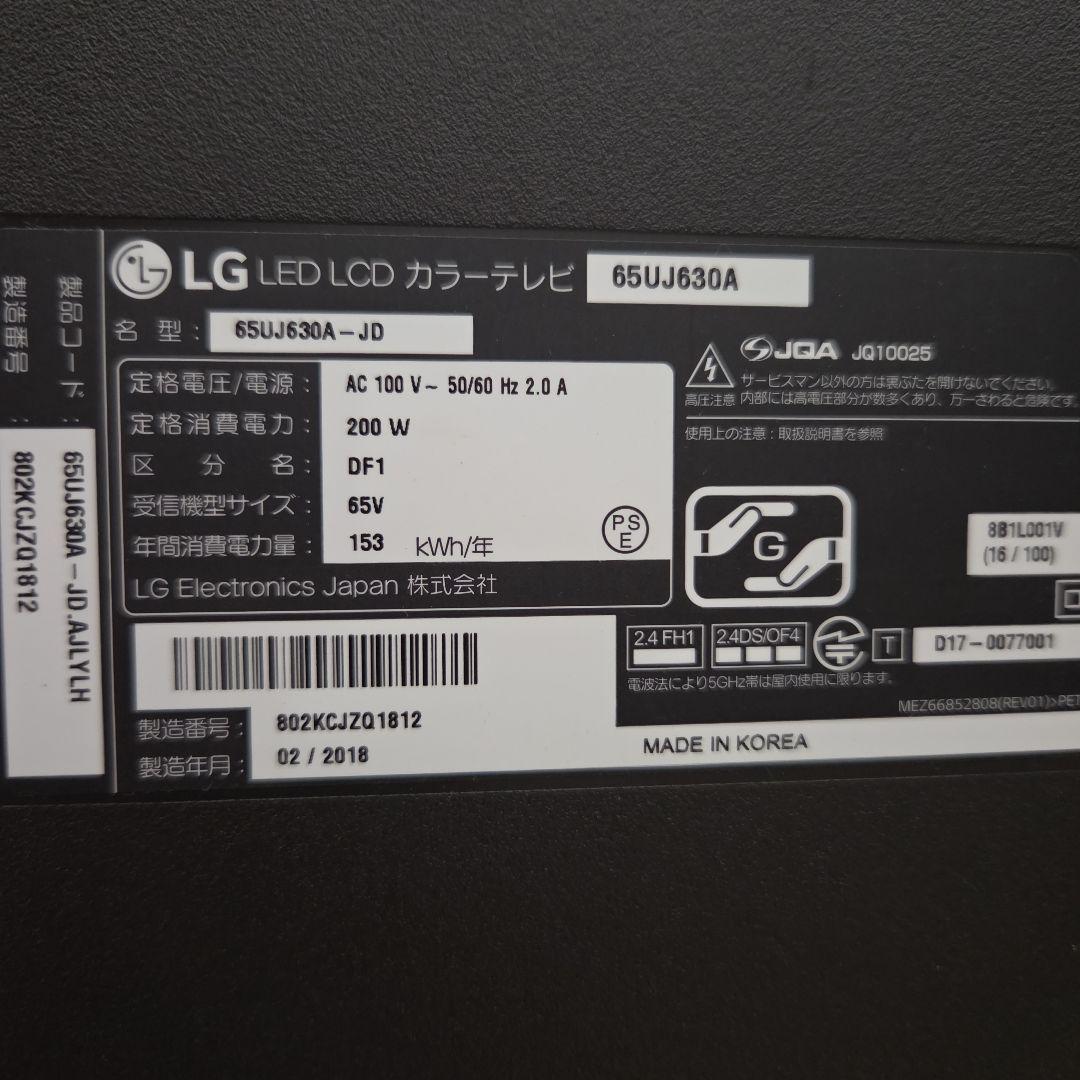 LG LED LCD カラーテレビ 65UJ630A
名 型 : 65UJ630A-JD
定格電圧/電源 : AC 100 V~ 50/60 Hz 2.0 A
定格消費電力 : 200 W
区 分 名 : DF1
受信機型サイズ : 65V
年間消費電力量 : 153 kWh/年
PS
E
LG Electronics Japan 株式会社
製造番号 : 802KCJZQ1812
製造年月 : 02 / 2018
JQA JQ10025
サービスマン以外の方は裏ぶたを開けないでください。
高圧注意 内部には高電圧部分が数多くあり、万一さわると危険です。
使用上の注意 : 取扱説明書を参照
G
8B1L001V
(16 / 100)
2.4 FH1 2.4DS/OF4 T D17-0077001
電波法により5GHz帯は屋内使用に限ります。
MEZ66852808(REV01)>PET
MADE IN KOREA
製品コード : 65UJ630A-JD.AJLYLH
製造番号 : 802KCJZQ1812